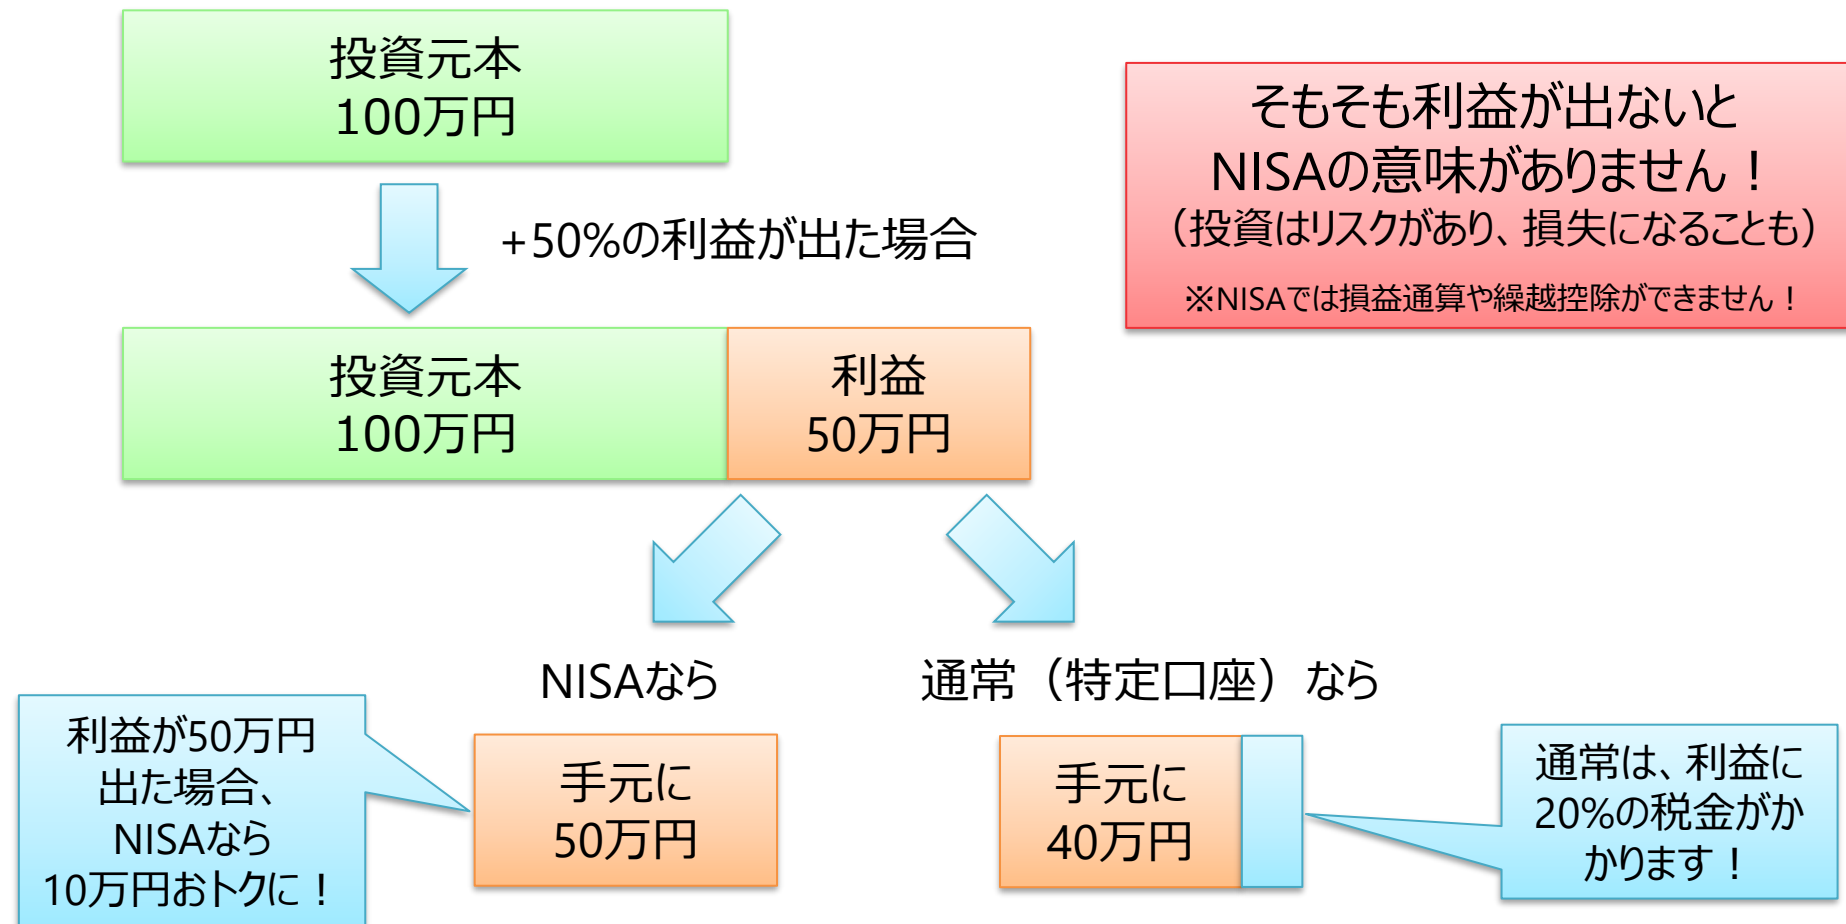 投資元本
100万円
そもそも利益が出ないと
NISAの意味がありません！
（投資はリスクがあり、損失になることも）
※NISAでは損益通算や繰越控除ができません！
+50%の利益が出た場合
投資元本
100万円
利益
50万円
NISAなら
通常（特定口座）なら
利益が50万円
出た場合、
NISAなら
10万円おトクに！
手元に
50万円
手元に
40万円
通常は、利益に
20%の税金がか
かります！